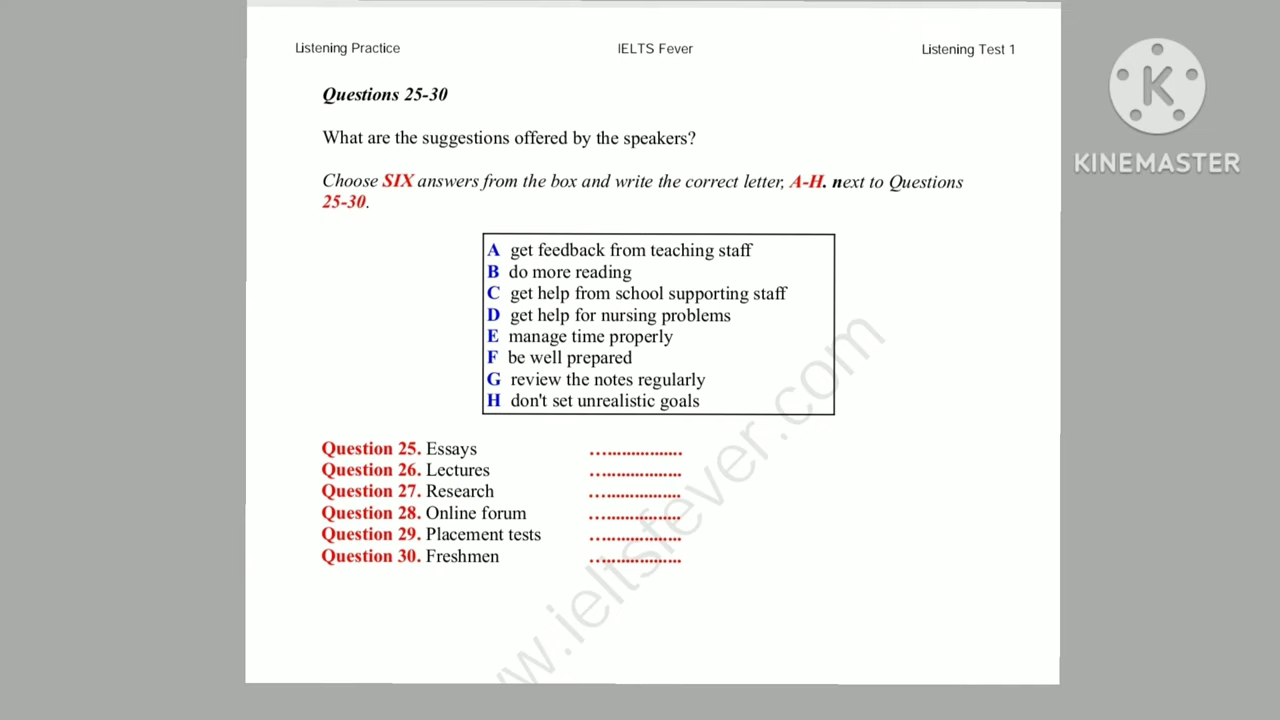 Listening Practice IELTS Fever Listening Test 1
K
KINEMASTER
Questions 25-30
What are the suggestions offered by the speakers?
Choose SIX answers from the box and write the correct letter, A-H. next to Questions
25-30.
A get feedback from teaching staff
B do more reading
C get help from school supporting staff
D get help for nursing problems
E manage time properly
F be well prepared
G review the notes regularly
H don't set unrealistic goals
Question 25. Essays ...................
Question 26. Lectures ...................
Question 27. Research ...................
Question 28. Online forum ...................
Question 29. Placement tests ...................
Question 30. Freshmen ...................
w.ieltsfever.com